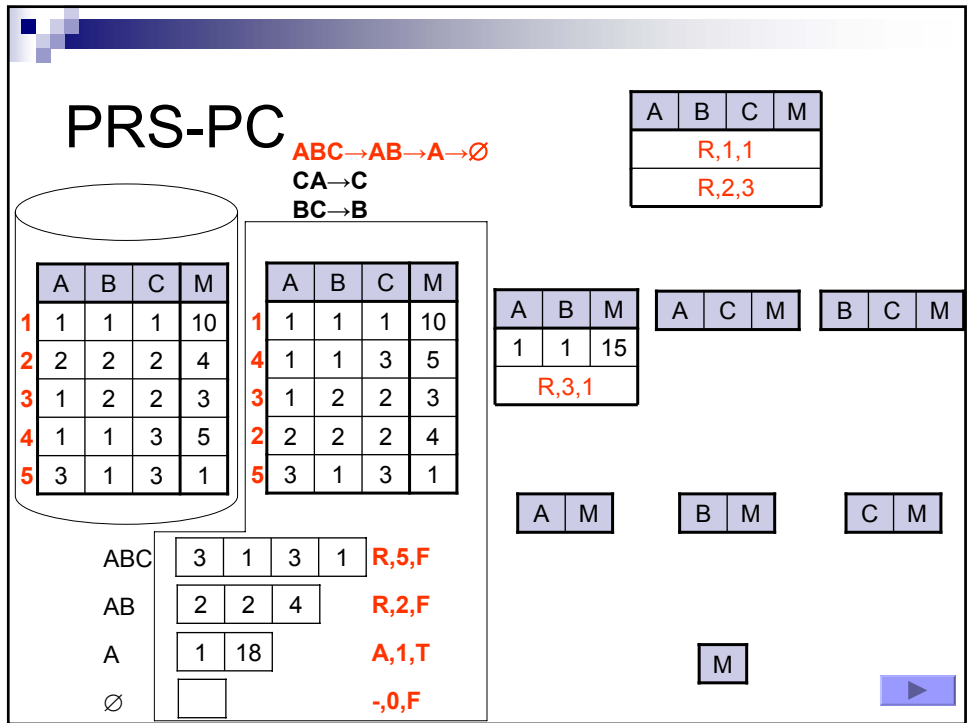 PRS-PC
ABC→AB→A→∅
CA→C
BC→B
A B C M
R,1,1
R,2,3
A B C M
1 1 1 1 10
2 2 2 2 4
3 1 2 2 3
4 1 1 3 5
5 3 1 3 1
A B C M
1 1 1 1 10
4 1 1 3 5
3 1 2 2 3
2 2 2 2 4
5 3 1 3 1
A B M
1 1 15
R,3,1
A C M
B C M
A M
B M
C M
ABC 3 1 3 1 R,5,F
AB 2 2 4 R,2,F
A 1 18 A,1,T
∅ -,0,F
M